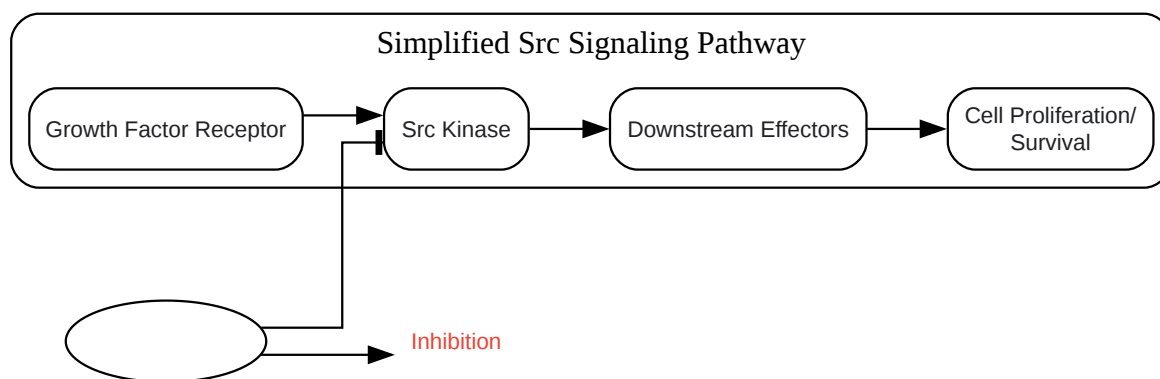 Simplified Src Signaling Pathway
Growth Factor Receptor
Src Kinase
Downstream Effectors
Cell Proliferation/
Survival
Inhibition